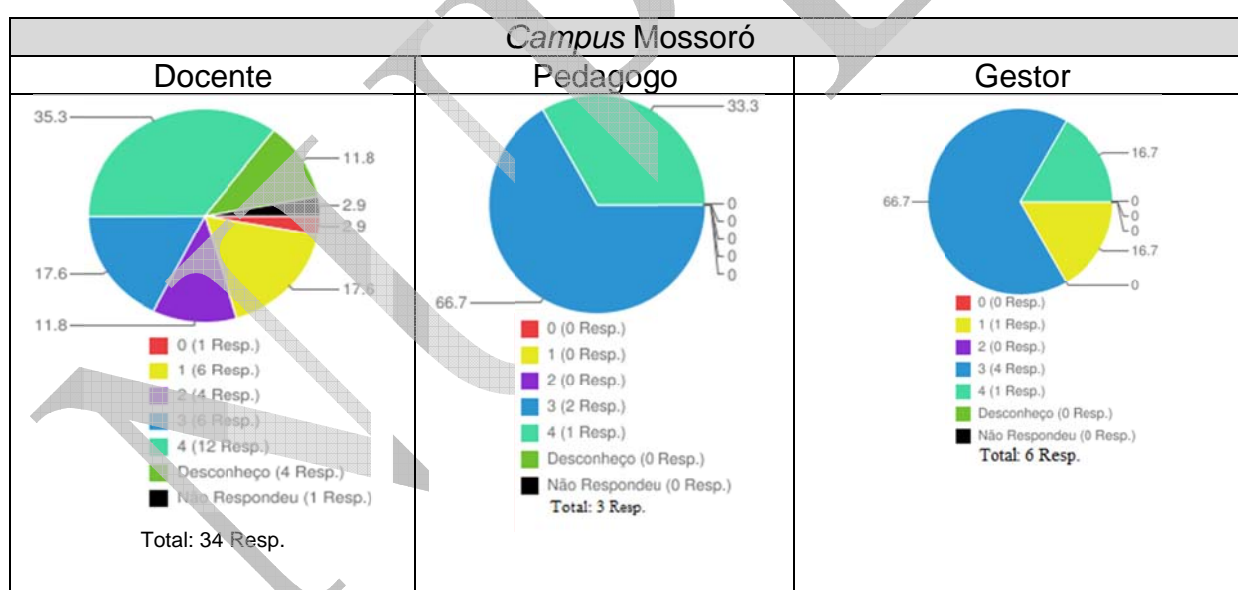 Campus Mossoró
Docente
Pedagogo
Gestor
35.3
11.8
2.9
2.9
17.6
17.6
11.8
0 (1 Resp.)
1 (6 Resp.)
2 (4 Resp.)
3 (6 Resp.)
4 (12 Resp.)
Desconheço (4 Resp.)
Não Respondeu (1 Resp.)
Total: 34 Resp.
33.3
0
0
0
0
0
66.7
0 (0 Resp.)
1 (0 Resp.)
2 (0 Resp.)
3 (2 Resp.)
4 (1 Resp.)
Desconheço (0 Resp.)
Não Respondeu (0 Resp.)
Total: 3 Resp.
16.7
66.7
0
0
0
16.7
0
0 (0 Resp.)
1 (1 Resp.)
2 (0 Resp.)
3 (4 Resp.)
4 (1 Resp.)
Desconheço (0 Resp.)
Não Respondeu (0 Resp.)
Total: 6 Resp.